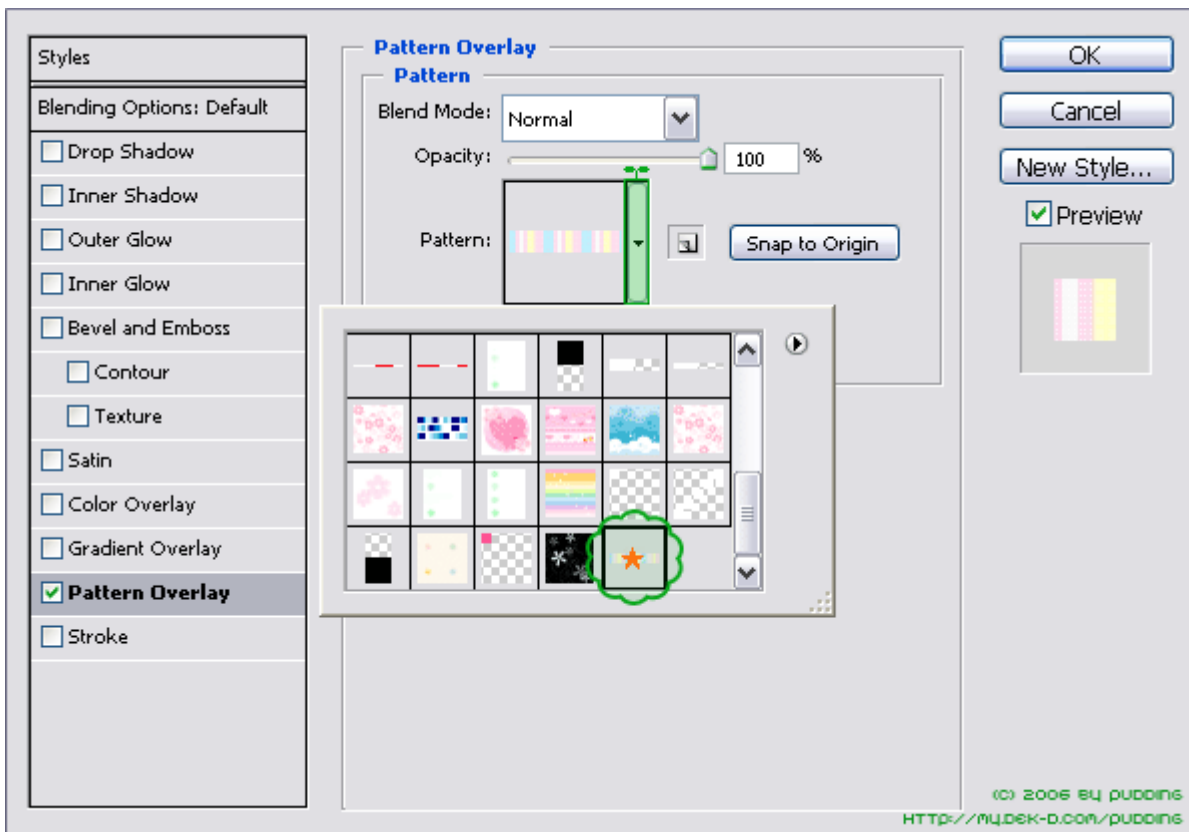 Styles
Blending Options: Default
Drop Shadow
Inner Shadow
Outer Glow
Inner Glow
Bevel and Emboss
Contour
Texture
Satin
Color Overlay
Gradient Overlay
Pattern Overlay
Stroke
Pattern Overlay
Pattern
Blend Mode: Normal
Opacity: 100 %
Pattern:
Snap to Origin
OK
Cancel
New Style...
Preview
(C) 2006 BY PUDDING
HTTP://MY.DEK-D.COM/PUDDING